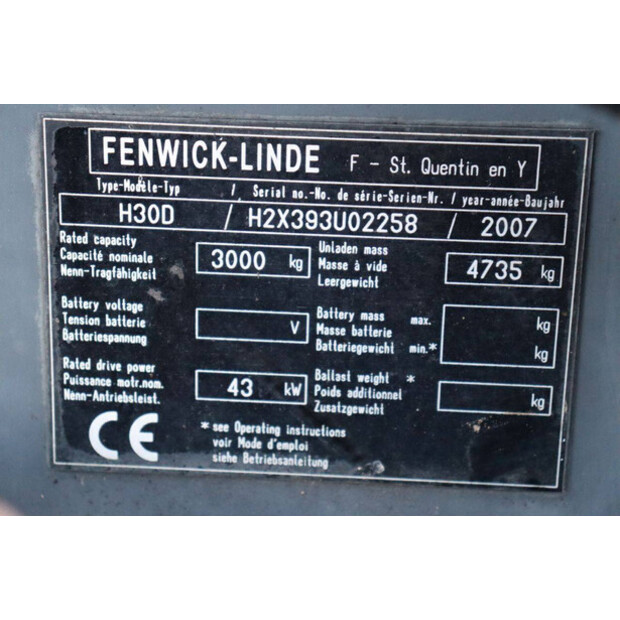 FENWICK-LINDE F - St. Quentin en Y
Type-Modèle-Typ / Serial no.-No. de série-Serien-Nr. / year-année-Baujahr
H30D / H2X393U02258 / 2007
Rated capacity
Capacité nominale
Nenn-Tragfähigkeit
3000 kg
Unladen mass
Masse à vide
Leergewicht
4735 kg
Battery voltage
Tension batterie
Batteriespannung
V
Battery mass max. kg
Masse batterie
Batteriegewicht min.* kg
Rated drive power
Puissance motr.nom.
Nenn-Antriebsleist.
43 kW
Ballast weight *
Poids additionnel
Zusatzgewicht
kg
CE
* see Operating instructions
voir Mode d'emploi
siehe Betriebsanleitung